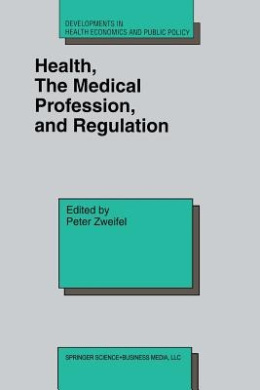 DEVELOPMENTS IN
HEALTH ECONOMICS AND PUBLIC POLICY
Health,
The Medical
Profession,
and Regulation
Edited by
Peter Zweifel
SPRINGER SCIENCE+BUSINESS MEDIA, LLC